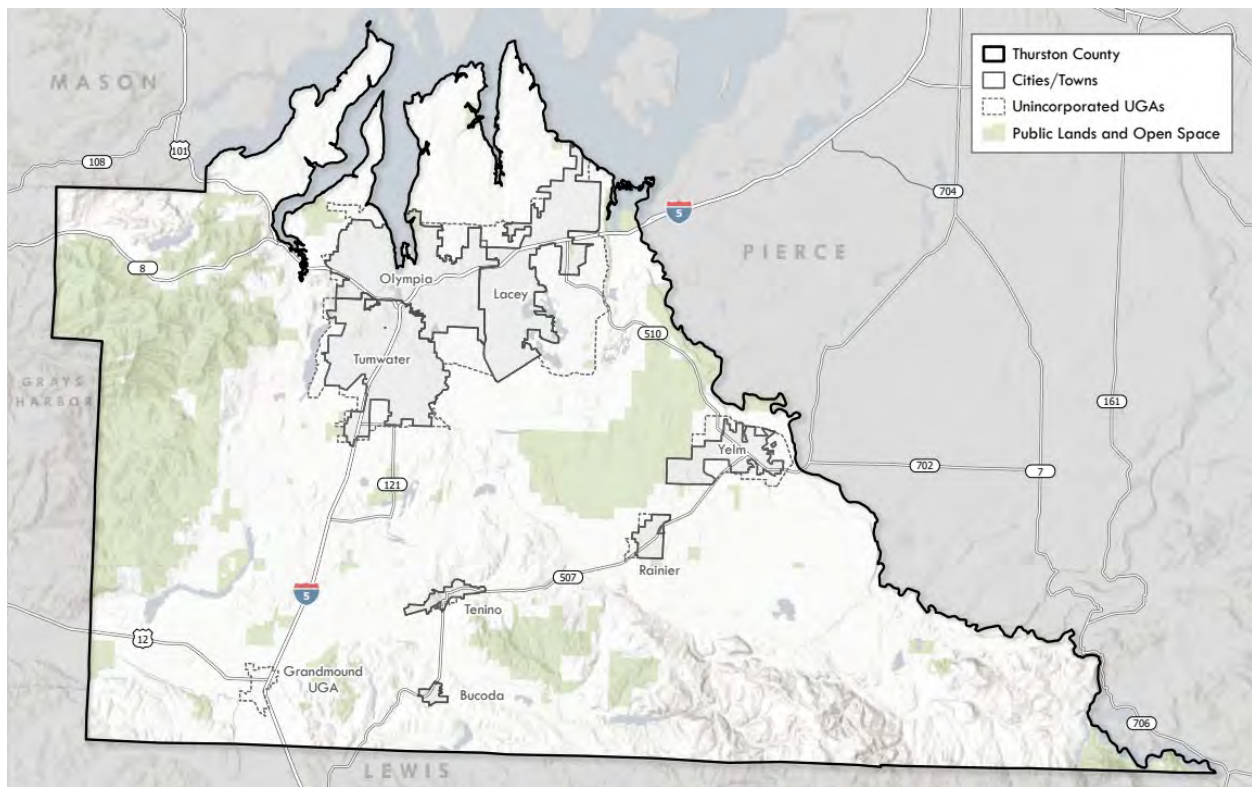 Thurston County
Cities/Towns
Unincorporated UGAs
Public Lands and Open Space
MASON
108
101
704
5
PIERCE
8
Olympia
Lacey
510
Tumwater
GRAYS
HARBOR
161
Yelm
702
7
121
Rainier
507
5
Tenino
12
Grandmound
UGA
Bucoda
706
LEWIS